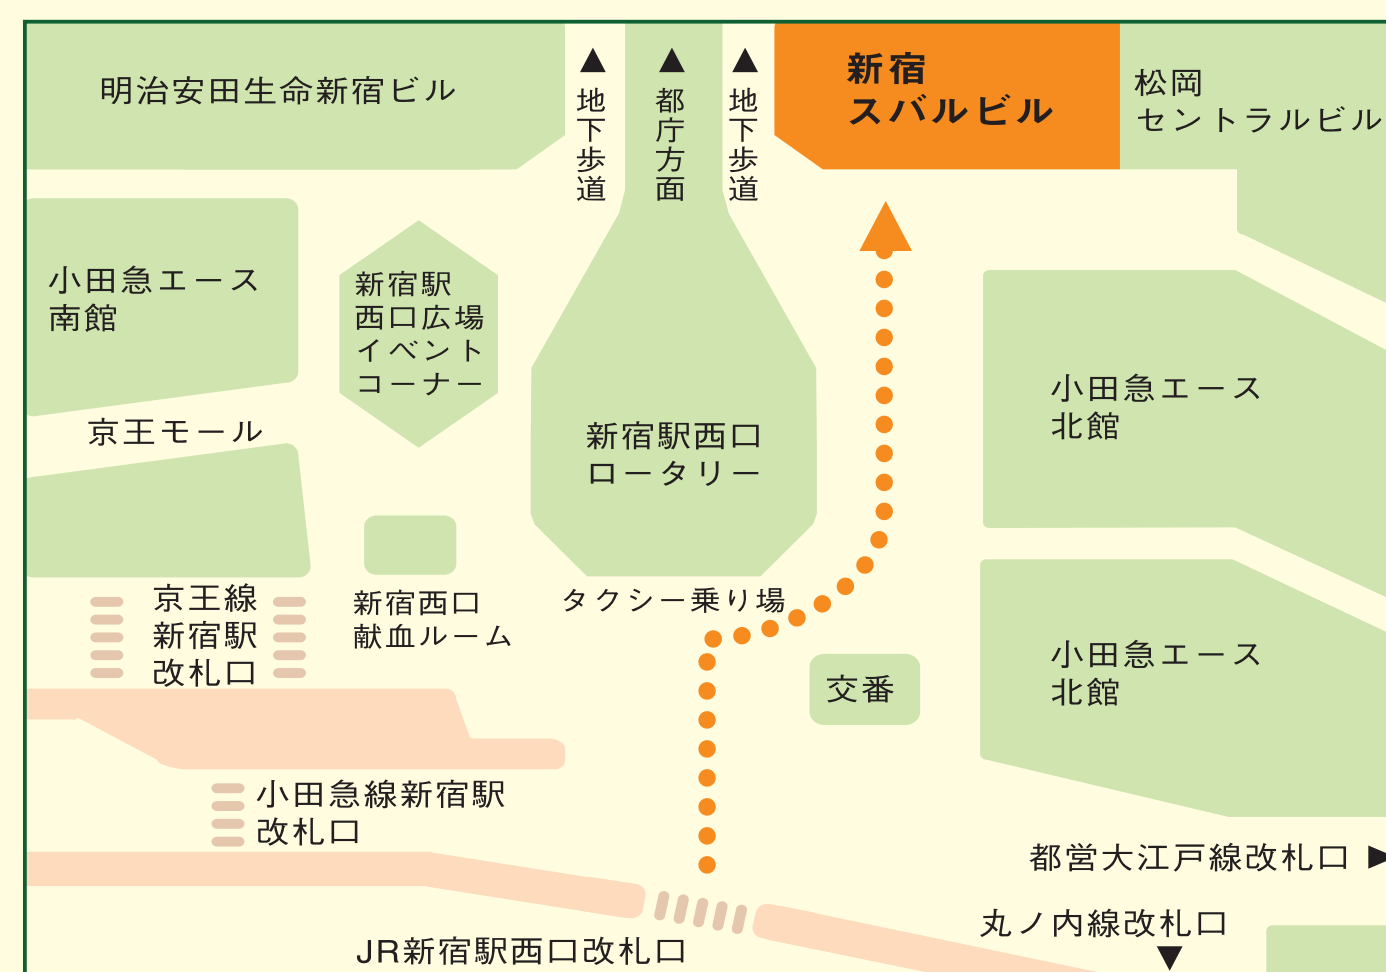 明治安田生命新宿ビル
▲
地下歩道
▲
都庁方面
▲
地下歩道
新宿
スバルビル
松岡
セントラルビル
小田急エース
南館
新宿駅
西口広場
イベント
コーナー
京王モール
新宿駅西口
ロータリー
小田急エース
北館
京王線
新宿駅
改札口
新宿西口
献血ルーム
タクシー乗り場
交番
小田急エース
北館
小田急線新宿駅
改札口
都営大江戸線改札口 ▶
丸ノ内線改札口
▼
JR新宿駅西口改札口